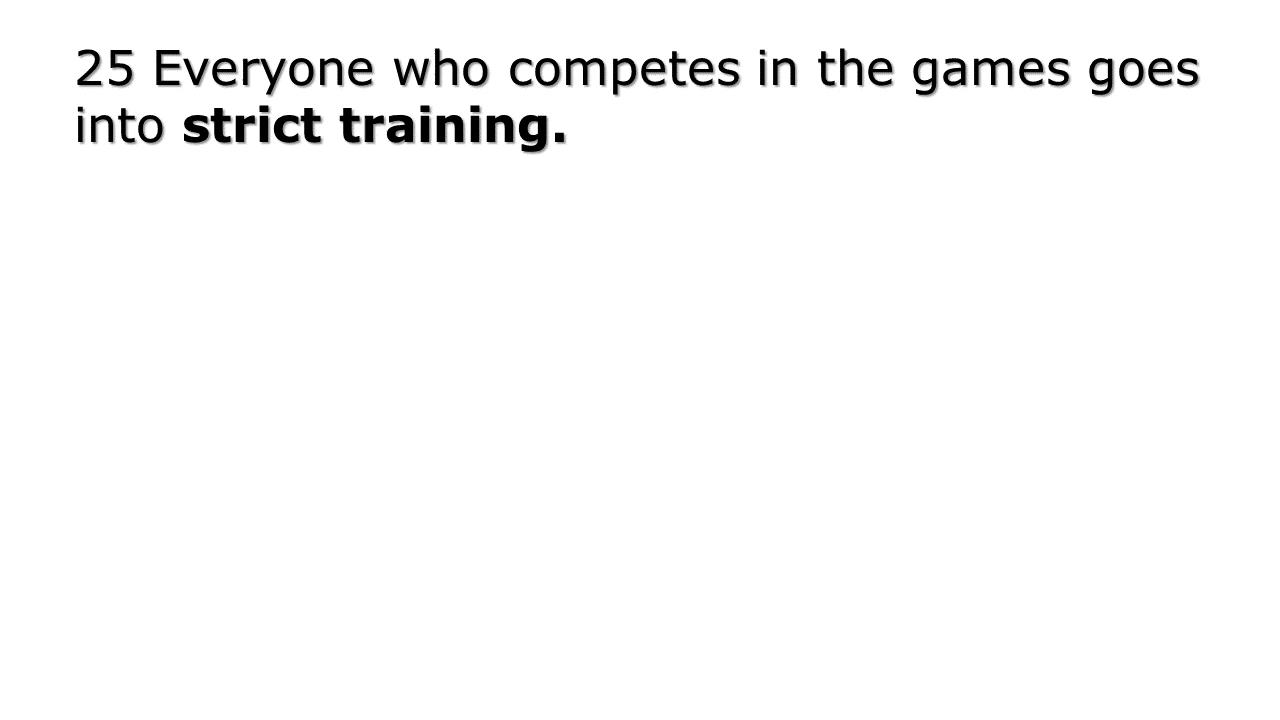 25 Everyone who competes in the games goes
into strict training.